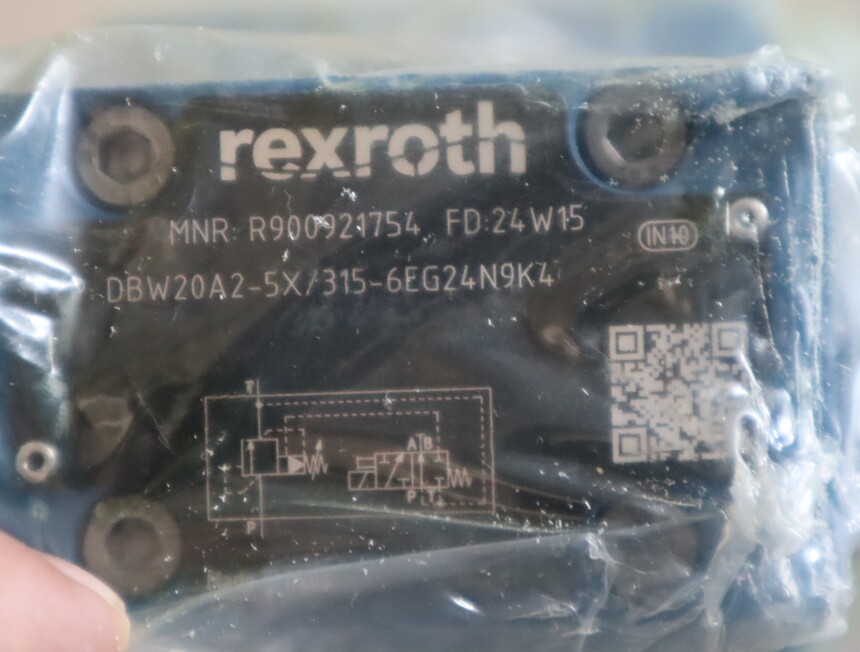 rexroth
MNR: R900921754 FD:24W15
IN10
DBW20A2-5X/315-6EG24N9K4
T
A B
P T
P